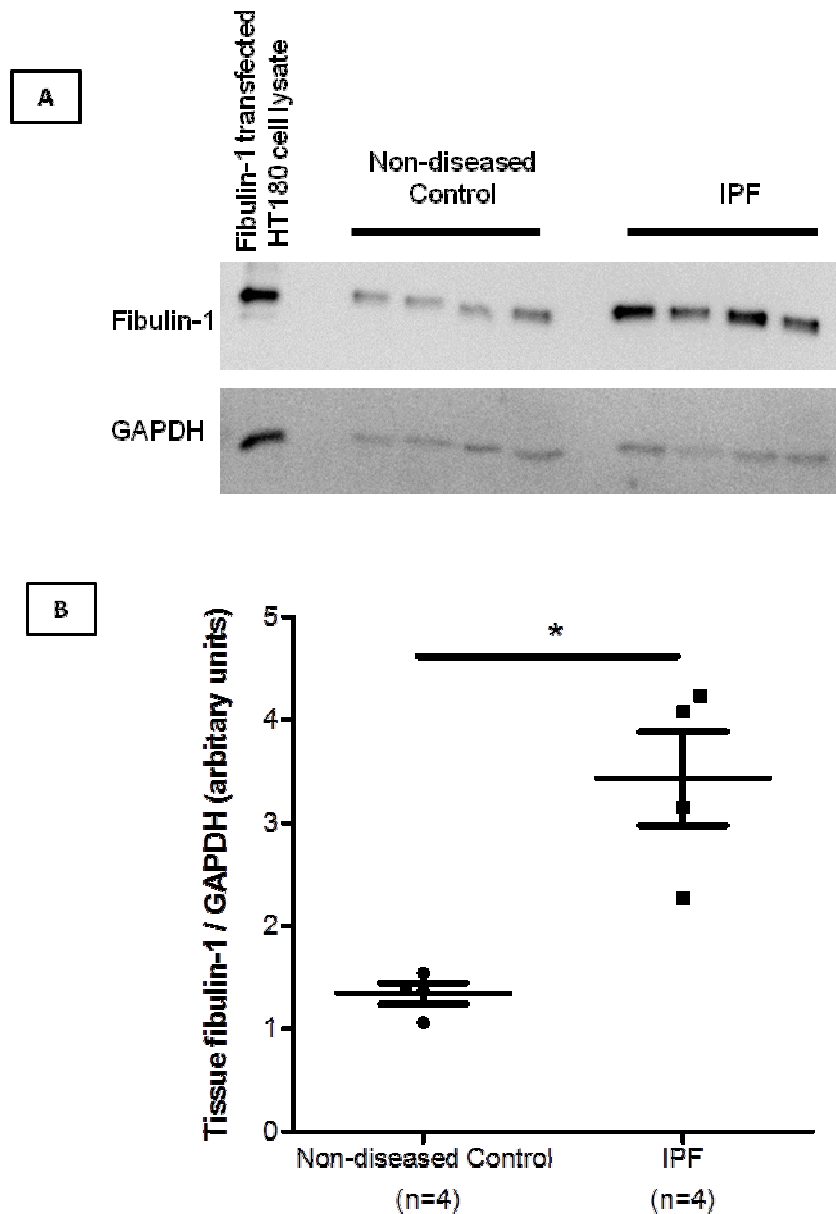 A
Fibulin-1 transfected
HT180 cell lysate
Non-diseased
Control
IPF
Fibulin-1
GAPDH
B
Tissue fibulin-1 / GAPDH (arbitary units)
5
*
4
3
2
1
0
Non-diseased Control
IPF
(n=4)
(n=4)